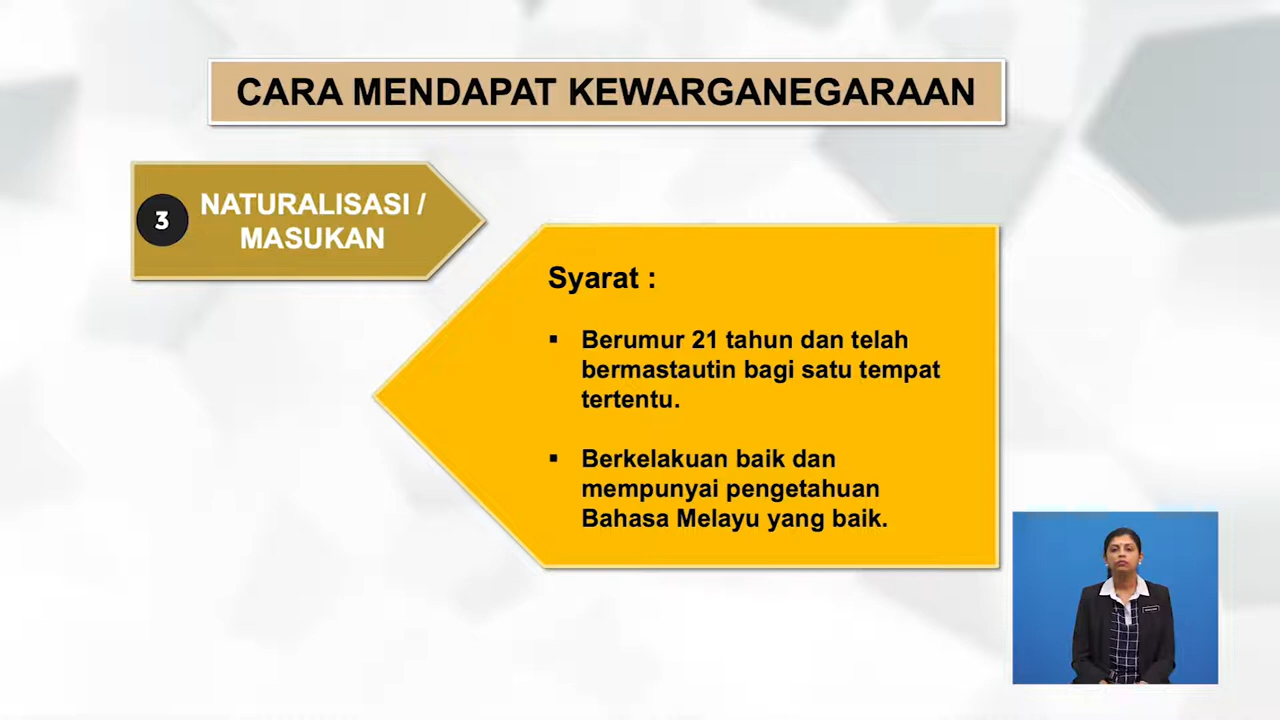 CARA MENDAPAT KEWARGANEGARAAN
3
NATURALISASI /
MASUKAN
Syarat :
▪ Berumur 21 tahun dan telah
bermastautin bagi satu tempat
tertentu.
▪ Berkelakuan baik dan
mempunyai pengetahuan
Bahasa Melayu yang baik.